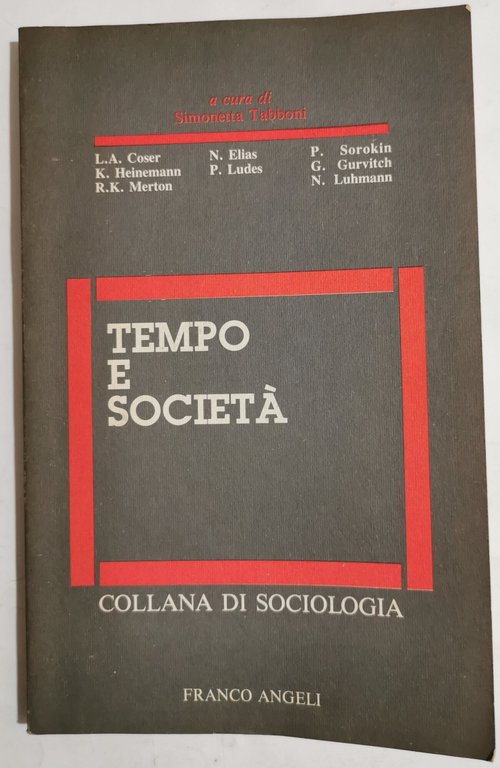 a cura di
Simonetta Tabboni
L.A. Coser
K. Heinemann
R.K. Merton
N. Elias
P. Ludes
P. Sorokin
G. Gurvitch
N. Luhmann
TEMPO
E
SOCIETÀ
COLLANA DI SOCIOLOGIA
FRANCO ANGELI